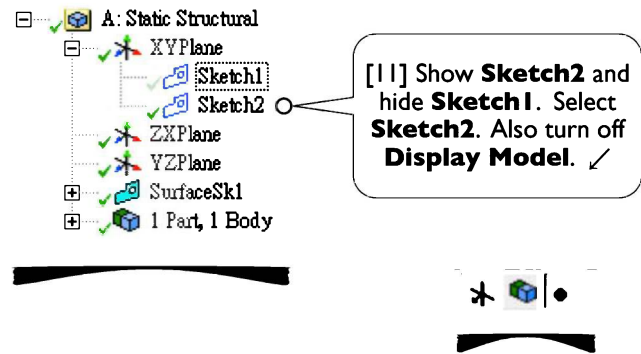 A: Static Structural
XYPlane
Sketch1
Sketch2
ZXPlane
YZPlane
SurfaceSk1
1 Part, 1 Body
[11] Show Sketch2 and
hide Sketch1. Select
Sketch2. Also turn off
Display Model. ↙